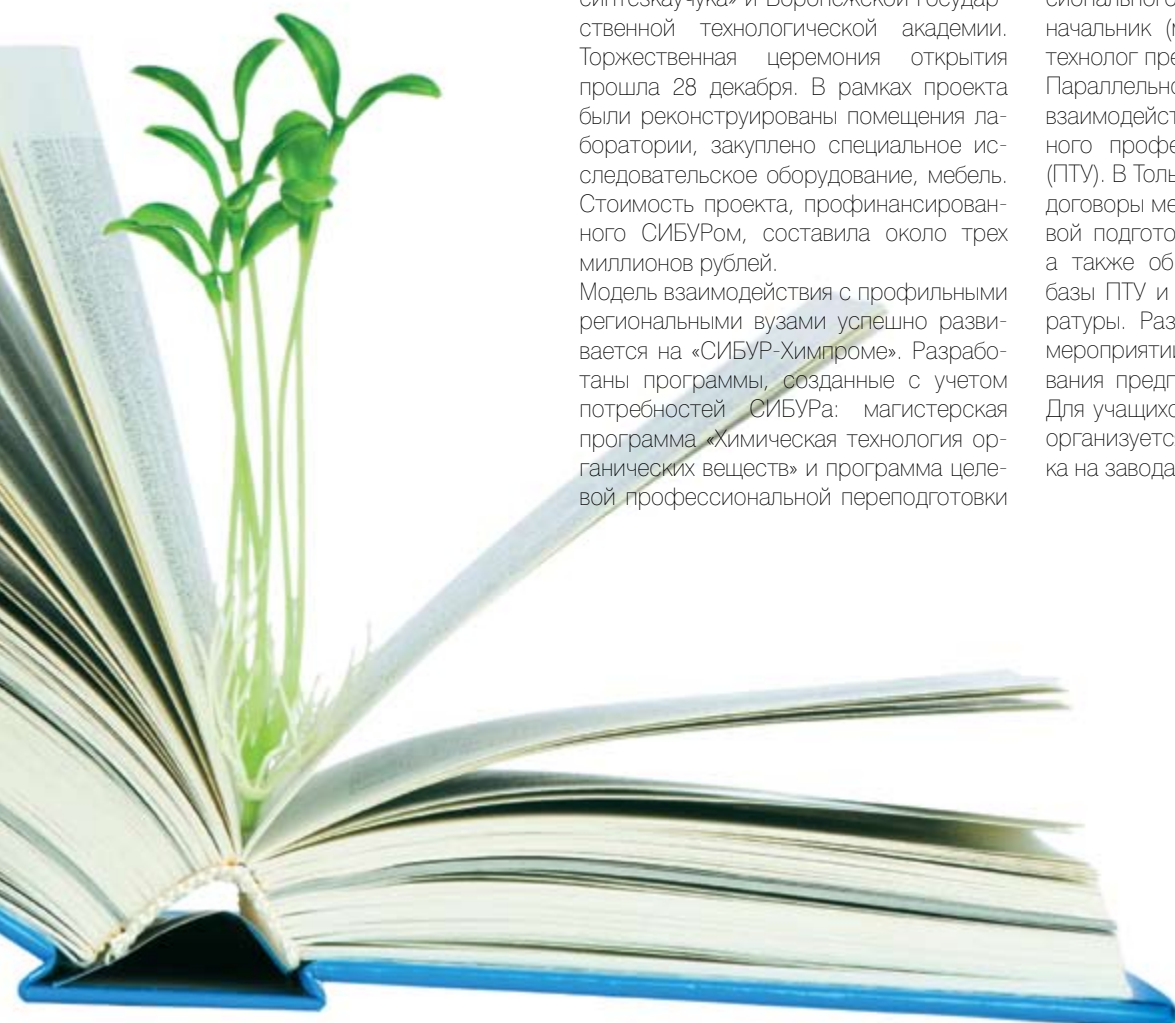 синтезкаучука» и Воронежской государ-
ственной технологической академии.
Торжественная церемония открытия
прошла 28 декабря. В рамках проекта
были реконструированы помещения ла-
боратории, закуплено специальное ис-
следовательское оборудование, мебель.
Стоимость проекта, профинансирован-
ного СИБУРом, составила около трех
миллионов рублей.
Модель взаимодействия с профильными
региональными вузами успешно разви-
вается на «СИБУР-Химпроме». Разрабо-
таны программы, созданные с учетом
потребностей СИБУРа: магистерская
программа «Химическая технология ор-
ганических веществ» и программа целе-
вой профессиональной переподготовки
сионального
начальник (м
технолог пре
Параллельно
взаимодейст
ного профе
(ПТУ). В Толь
договоры ме
вой подгото
а также об
базы ПТУ и
ратуры. Раз
мероприяти
вания предп
Для учащихс
организуетс
ка на завода